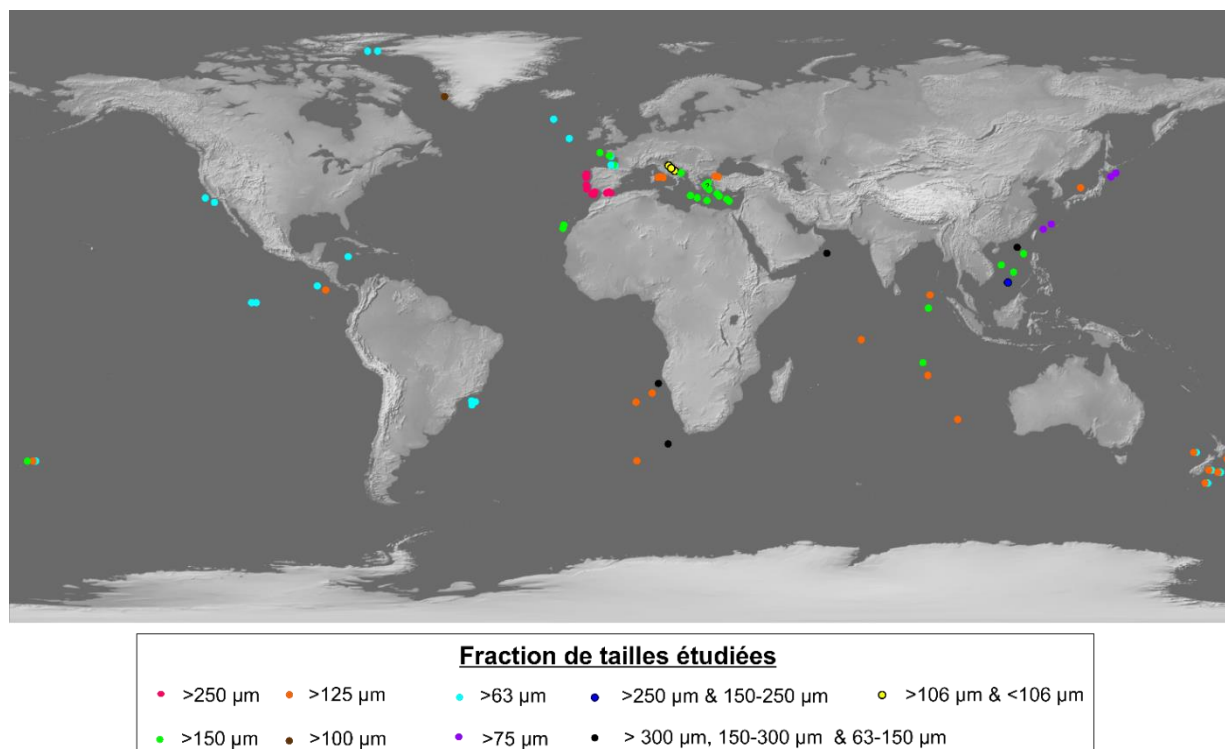 Fraction de tailles étudiées
>250 µm >125 µm >63 µm >250 µm & 150-250 µm >106 µm & <106 µm
>150 µm >100 µm >75 µm > 300 µm, 150-300 µm & 63-150 µm